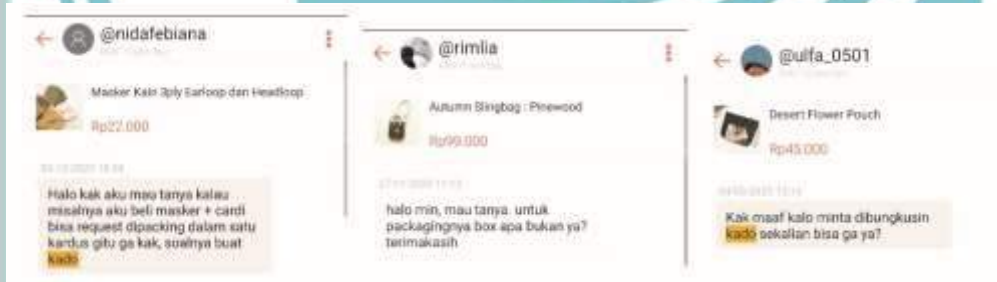 @nidafebiana
Masker Kain 3ply Earloop dan Headloop
Rp22.000
Halo kak aku mau tanya kalau
misalnya aku beli masker + cardi
bisa request dipacking dalam satu
kardus gitu ga kak, soalnya buat
kado
@rimlia
Autumn Slingbag : Pinewood
Rp99.000
halo min, mau tanya untuk
packagingnya box apa bukan ya?
terimakasih
@ulfa_0501
Desert Flower Pouch
Rp45.000
Kak maaf kalo minta dibungkusin
kado sekalian bisa ga ya?